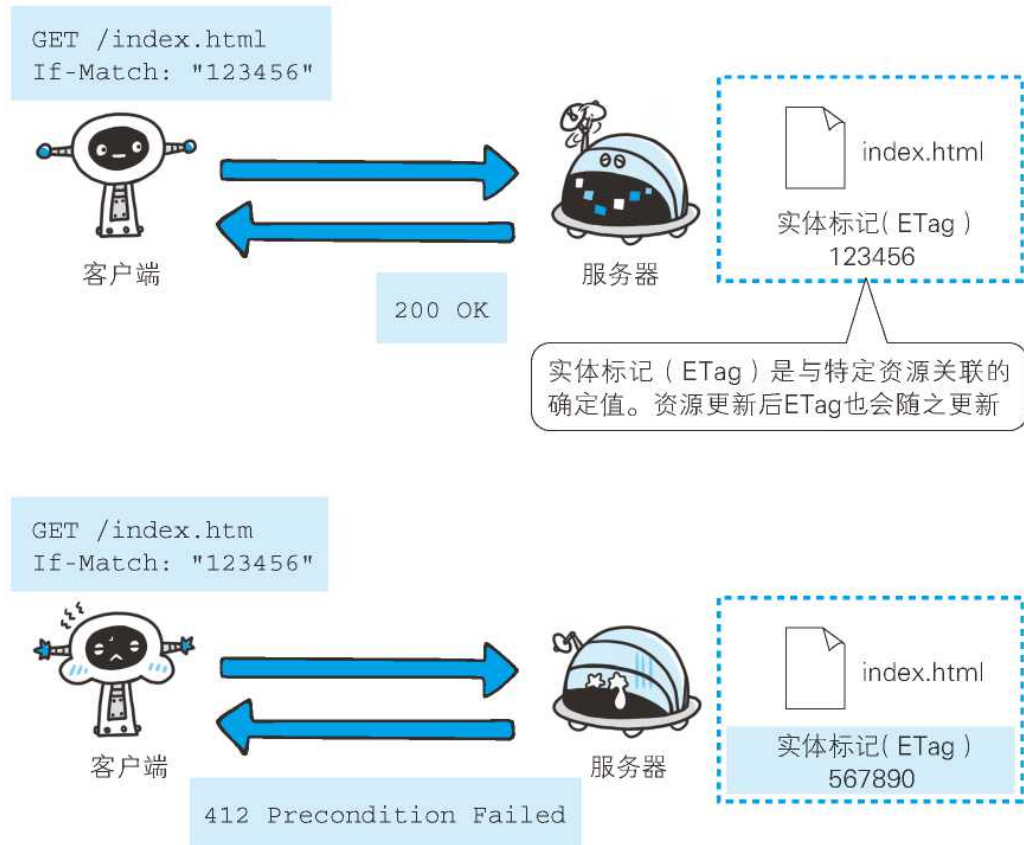 GET /index.html
If-Match: "123456"
index.html
实体标记( ETag )
123456
客户端
服务器
200 OK
实体标记（ ETag ）是与特定资源关联的
确定值。资源更新后ETag也会随之更新
GET /index.htm
If-Match: "123456"
index.html
实体标记( ETag )
567890
客户端
服务器
412 Precondition Failed